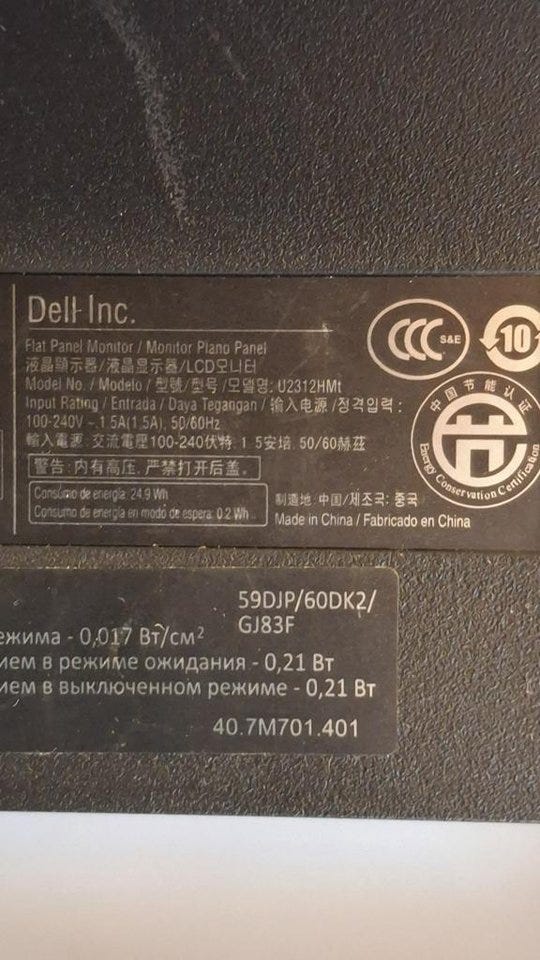 Dell Inc.
Flat Panel Monitor / Monitor Plano Panel
液晶顯示器/液晶显示器/LCD모니터
Model No. / Modelo / 型號/型号/모델명: U2312HMt
Input Rating / Entrada / Daya Tegangan / 输入电源 /정격입력 :
100-240V ~ 1.5A(1.5A), 50/60Hz
輸入電源: 交流電壓100-240伏特, 1.5安培, 50/60赫茲
警告: 内有高压, 严禁打开后盖。
Consumo de energía: 24.9 Wh
Consumo de energía en modo de espera: 0.2 Wh
制造地: 中国/제조국: 중국
Made in China / Fabricado en China
CCC S&E
10
中国节能认证
Energy Conservation Certification
59DJP/60DK2/
GJ83F
ежима - 0,017 Вт/см²
ием в режиме ожидания - 0,21 Вт
ием в выключенном режиме - 0,21 Вт
40.7M701.401